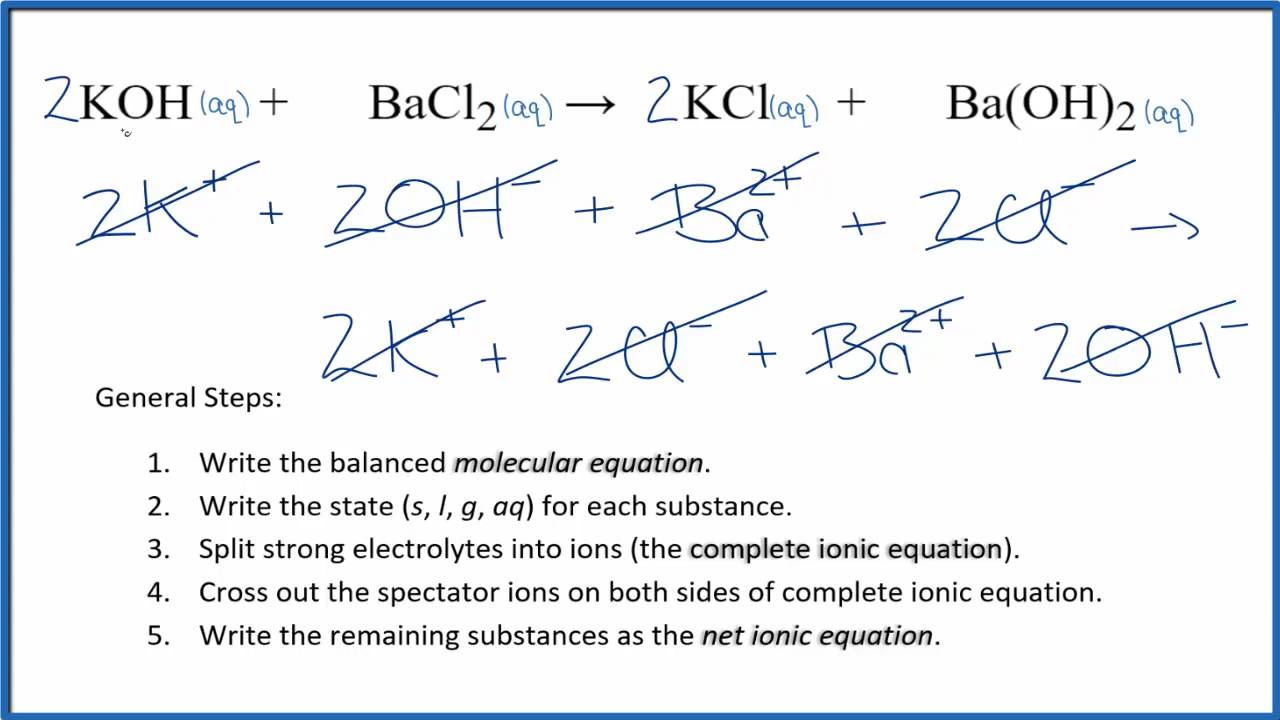 2KOH(aq) + BaCl₂(aq) → 2KCl(aq) + Ba(OH)₂(aq)
2K⁺ + 2OH⁻ + Ba²⁺ + 2Cl⁻ →
2K⁺ + 2Cl⁻ + Ba²⁺ + 2OH⁻
General Steps:
1. Write the balanced molecular equation.
2. Write the state (s, l, g, aq) for each substance.
3. Split strong electrolytes into ions (the complete ionic equation).
4. Cross out the spectator ions on both sides of complete ionic equation.
5. Write the remaining substances as the net ionic equation.